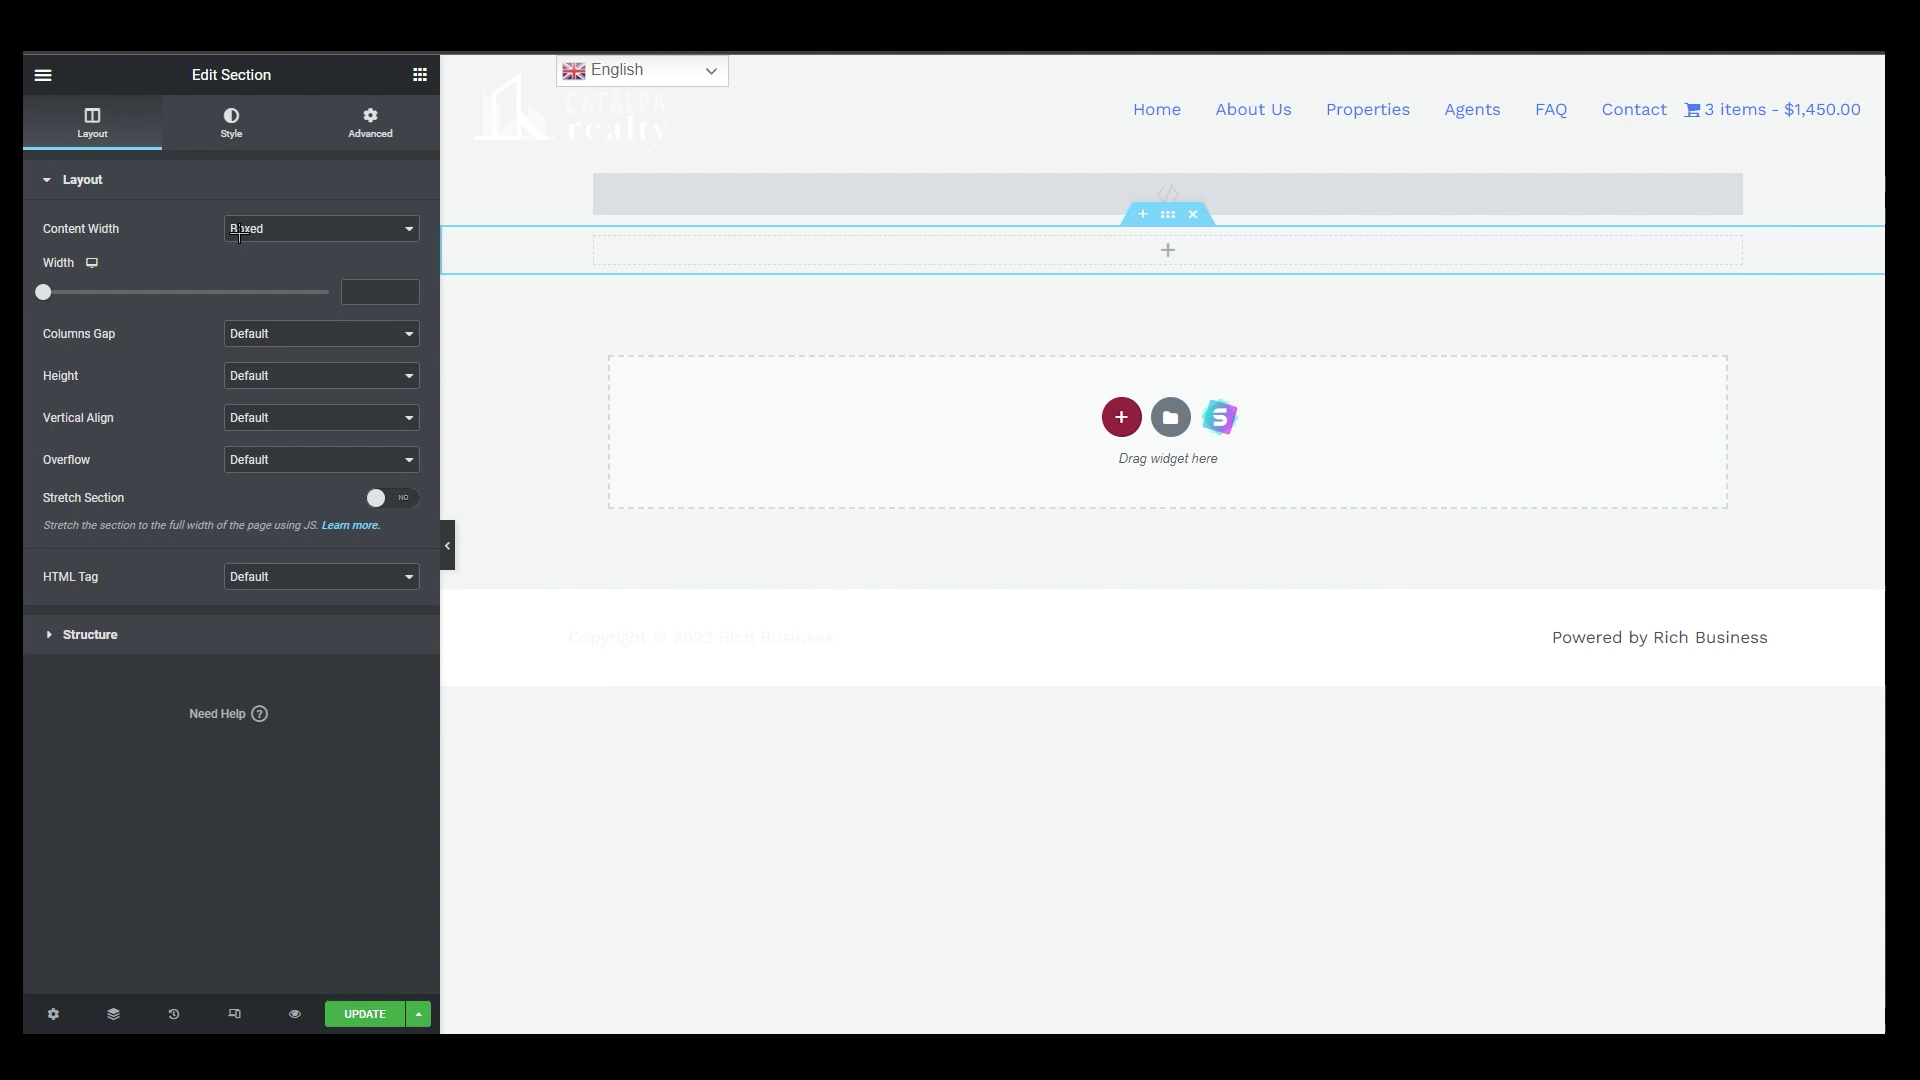 Edit Section
Layout
Style
Advanced
Layout
Content Width
Boxed
Width
Columns Gap
Default
Height
Default
Vertical Align
Default
Overflow
Default
Stretch Section
NO
Stretch the section to the full width of the page using JS. Learn more.
HTML Tag
Default
Structure
Need Help
UPDATE
English
CATALPA
realty
Home
About Us
Properties
Agents
FAQ
Contact
3 items - $1,450.00
Drag widget here
Copyright © 2022 Rich Business
Powered by Rich Business